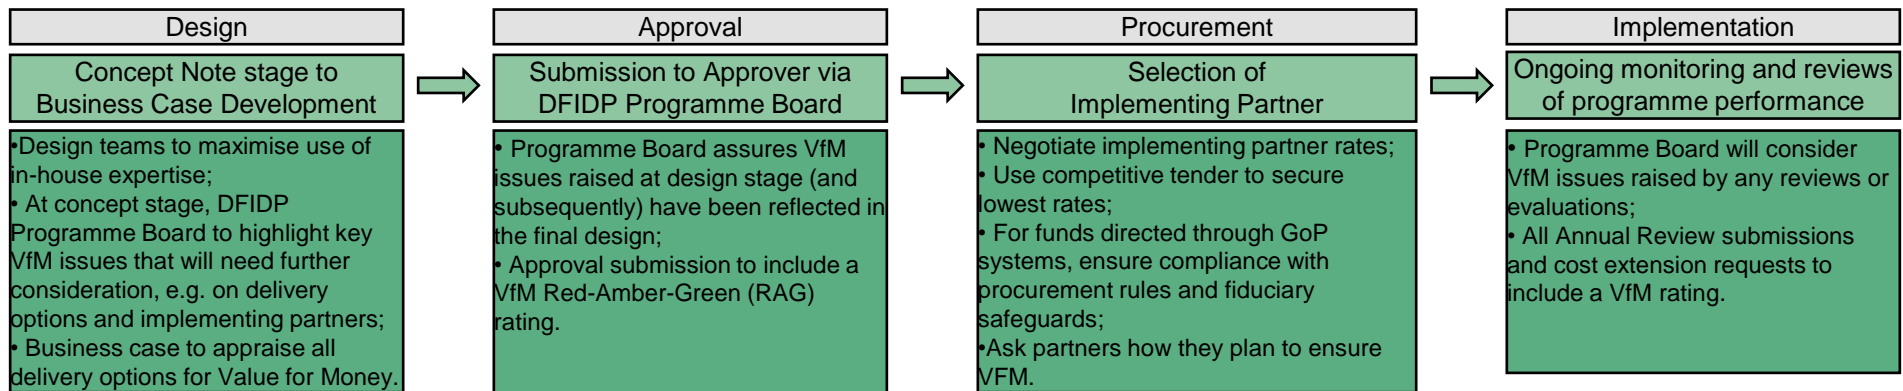 Design
Concept Note stage to
Business Case Development
•Design teams to maximise use of
in-house expertise;
• At concept stage, DFIDP
Programme Board to highlight key
VfM issues that will need further
consideration, e.g. on delivery
options and implementing partners;
• Business case to appraise all
delivery options for Value for Money.
Approval
Submission to Approver via
DFIDP Programme Board
• Programme Board assures VfM
issues raised at design stage (and
subsequently) have been reflected in
the final design;
• Approval submission to include a
VfM Red-Amber-Green (RAG)
rating.
Procurement
Selection of
Implementing Partner
• Negotiate implementing partner rates;
• Use competitive tender to secure
lowest rates;
• For funds directed through GoP
systems, ensure compliance with
procurement rules and fiduciary
safeguards;
•Ask partners how they plan to ensure
VFM.
Implementation
Ongoing monitoring and reviews
of programme performance
• Programme Board will consider
VfM issues raised by any reviews or
evaluations;
• All Annual Review submissions
and cost extension requests to
include a VfM rating.